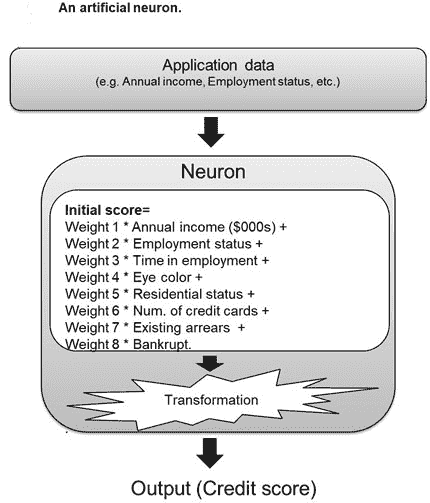 An artificial neuron.
Application data
(e.g. Annual income, Employment status, etc.)
Neuron
Initial score=
Weight 1 * Annual income ($000s) +
Weight 2 * Employment status +
Weight 3 * Time in employment +
Weight 4 * Eye color +
Weight 5 * Residential status +
Weight 6 * Num. of credit cards +
Weight 7 * Existing arrears +
Weight 8 * Bankrupt.
Transformation
Output (Credit score)